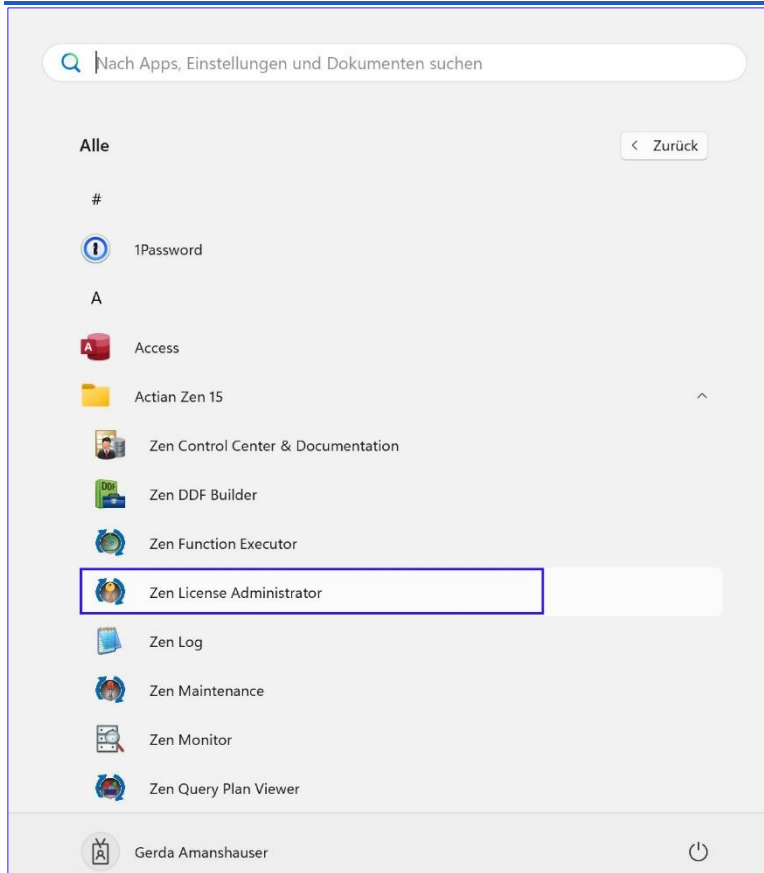 Nach Apps, Einstellungen und Dokumenten suchen
Alle
< Zurück
#
1Password
A
Access
Actian Zen 15
Zen Control Center & Documentation
Zen DDF Builder
Zen Function Executor
Zen License Administrator
Zen Log
Zen Maintenance
Zen Monitor
Zen Query Plan Viewer
Gerda Amanshauser